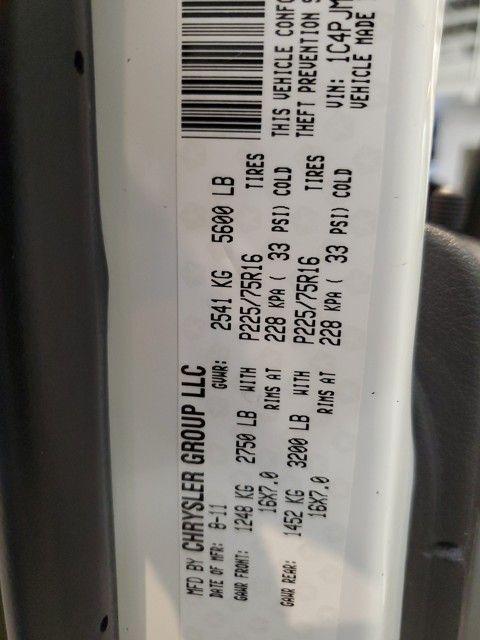 MFD BY CHRYSLER GROUP LLC
DATE OF MFR: 8-11 GVWR: 2541 KG 5600 LB
GAWR FRONT: 1248 KG 2750 LB WITH P225/75R16 TIRES
16X7.0 RIMS AT 228 KPA ( 33 PSI) COLD
GAWR REAR: 1452 KG 3200 LB WITH P225/75R16 TIRES
16X7.0 RIMS AT 228 KPA ( 33 PSI) COLD
THIS VEHICLE CONFO
THEFT PREVENTION S
VIN: 1C4PJM
VEHICLE MADE